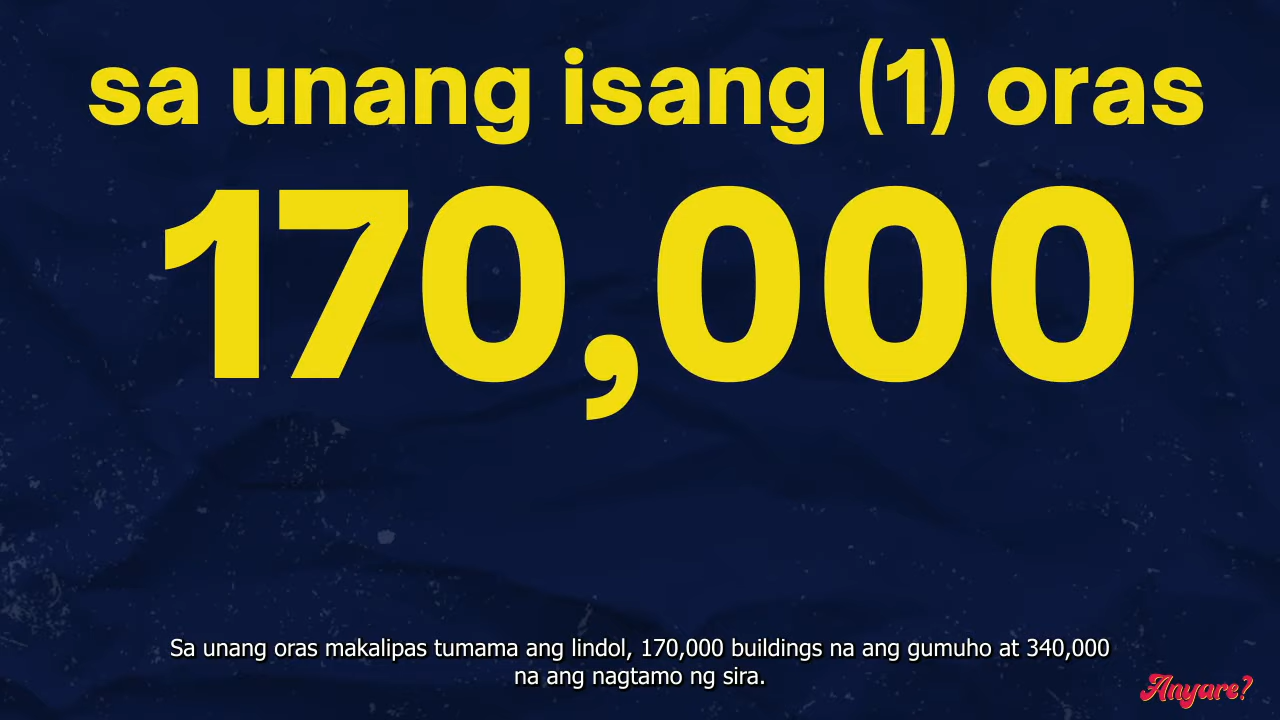 sa unang isang (1) oras
170,000
Sa unang oras makalipas tumama ang lindol, 170,000 buildings na ang gumuho at 340,000
na ang nagtamo ng sira.
Anyare?